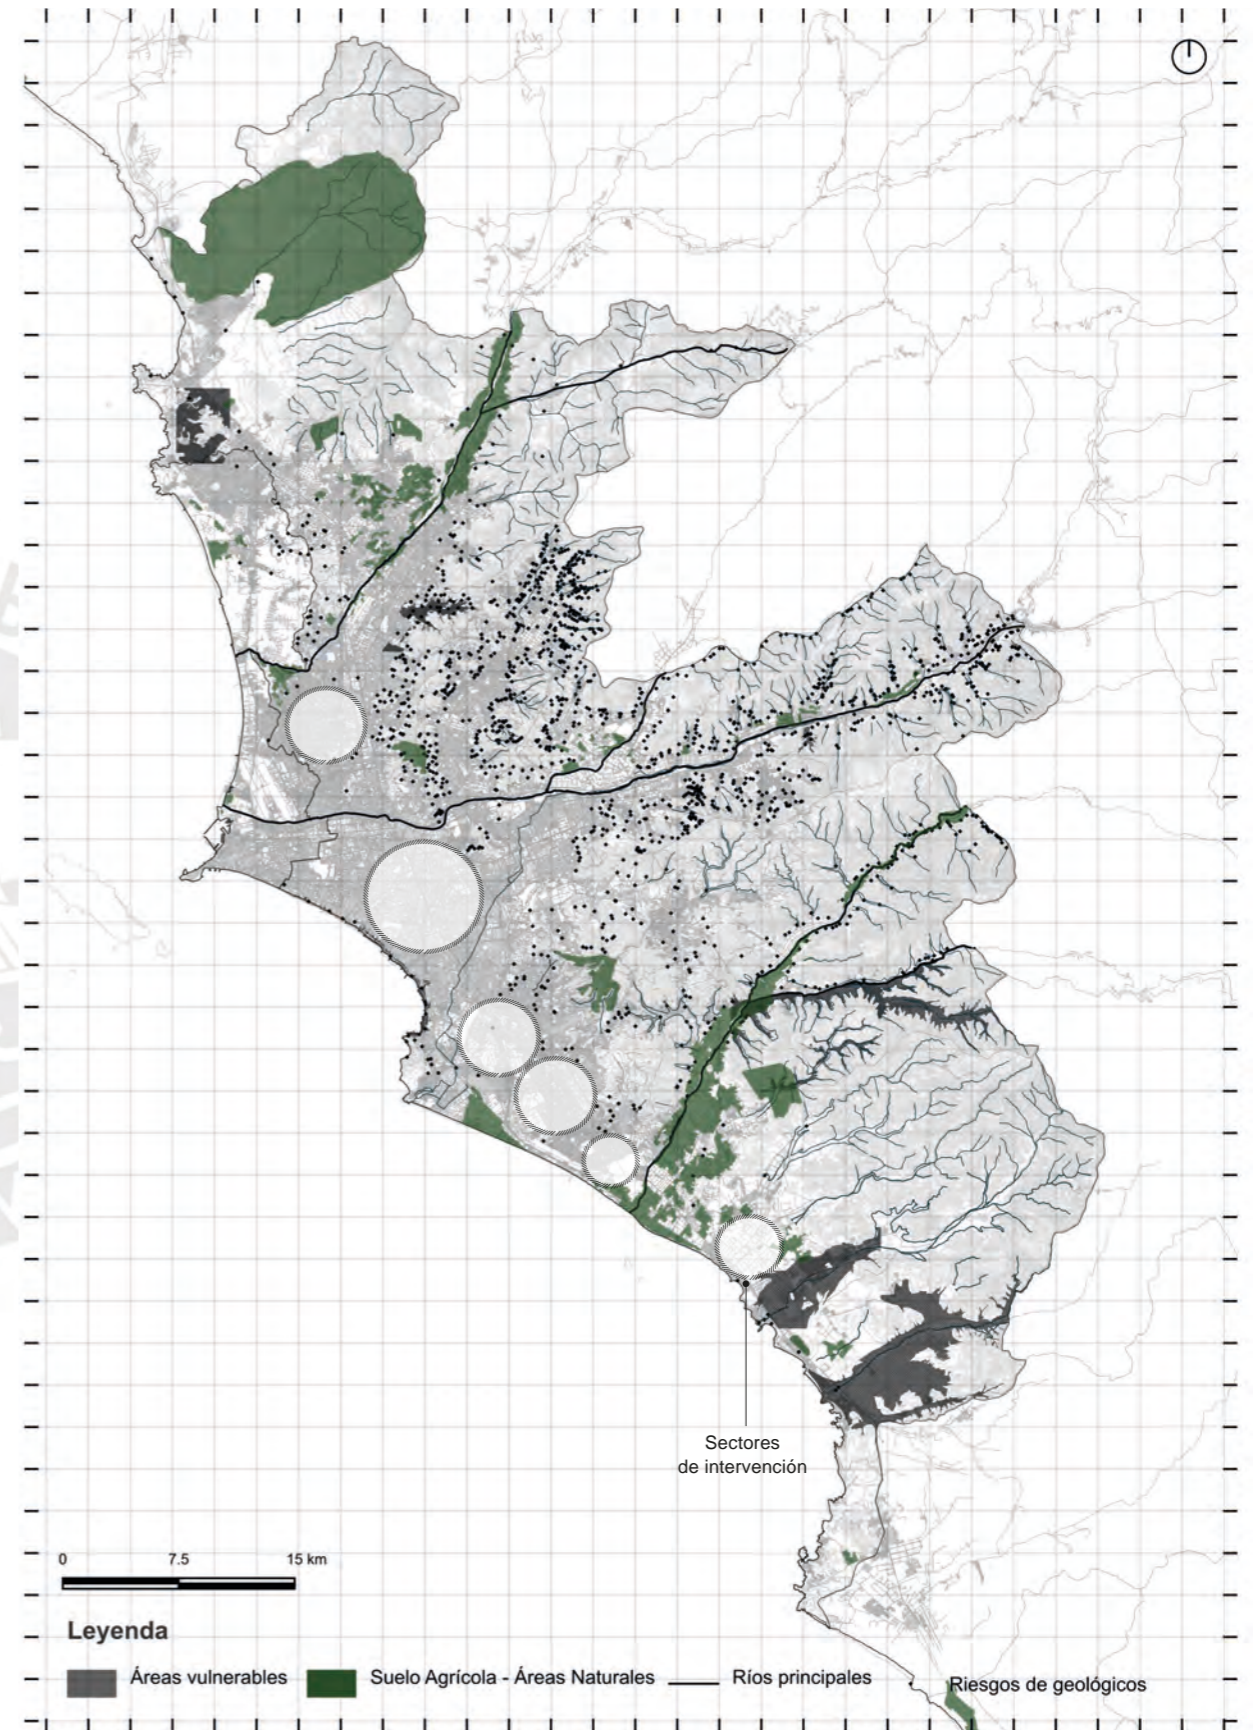 Sectores
de intervención
0 7.5 15 km
Leyenda
Áreas vulnerables Suelo Agrícola - Áreas Naturales Ríos principales Riesgos de geológicos